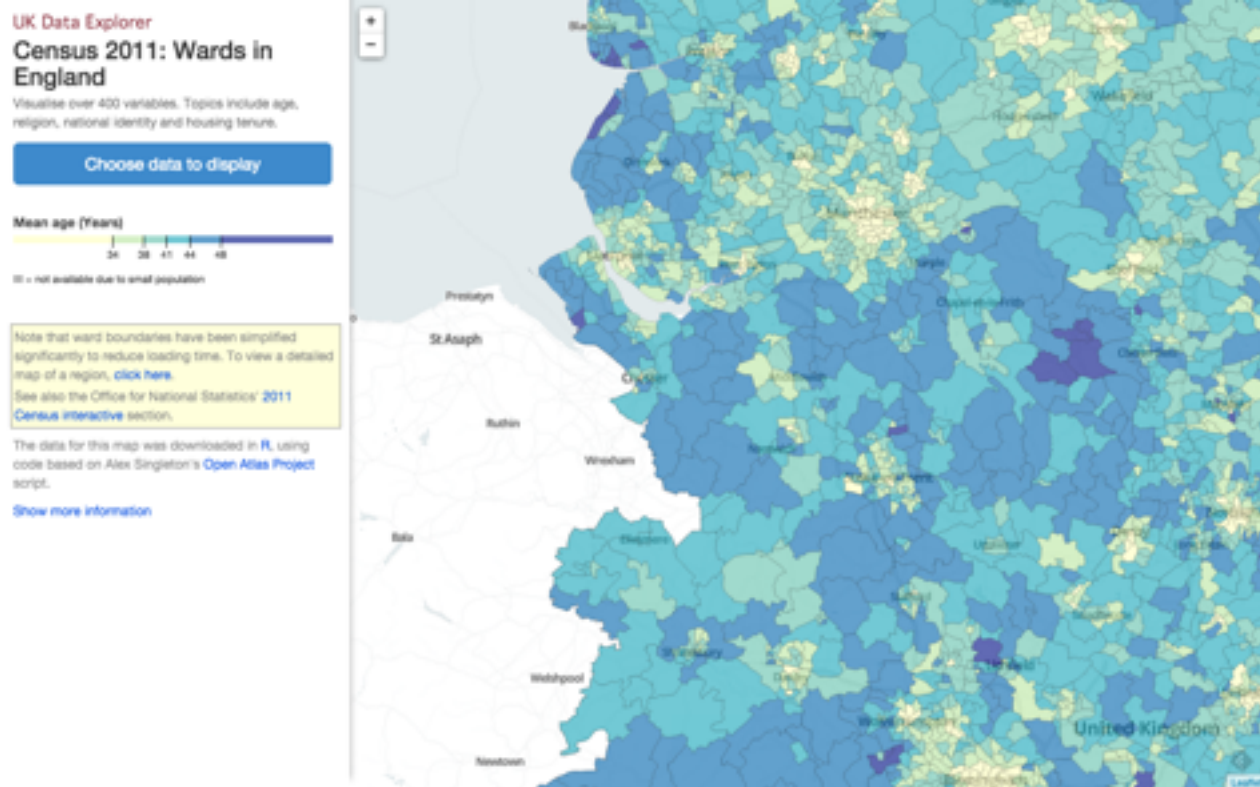 UK Data Explorer
Census 2011: Wards in
England
Visualise over 400 variables. Topics include age,
religion, national identity and housing tenure.
Choose data to display
Mean age (Years)
34 38 41 44 48
= not available due to small population
Note that ward boundaries have been simplified
significantly to reduce loading time. To view a detailed
map of a region, click here.
See also the Office for National Statistics' 2011
Census interactive section.
The data for this map was downloaded in R, using
code based on Alex Singleton's Open Atlas Project
script.
Show more information
+
−
Wakefield
Manchester
Prestatyn
St Asaph
Ruthin
Wrexham
Bala
Ellesmere
Uttoxeter
Shrewsbury
Welshpool
Newtown
United Kingdom